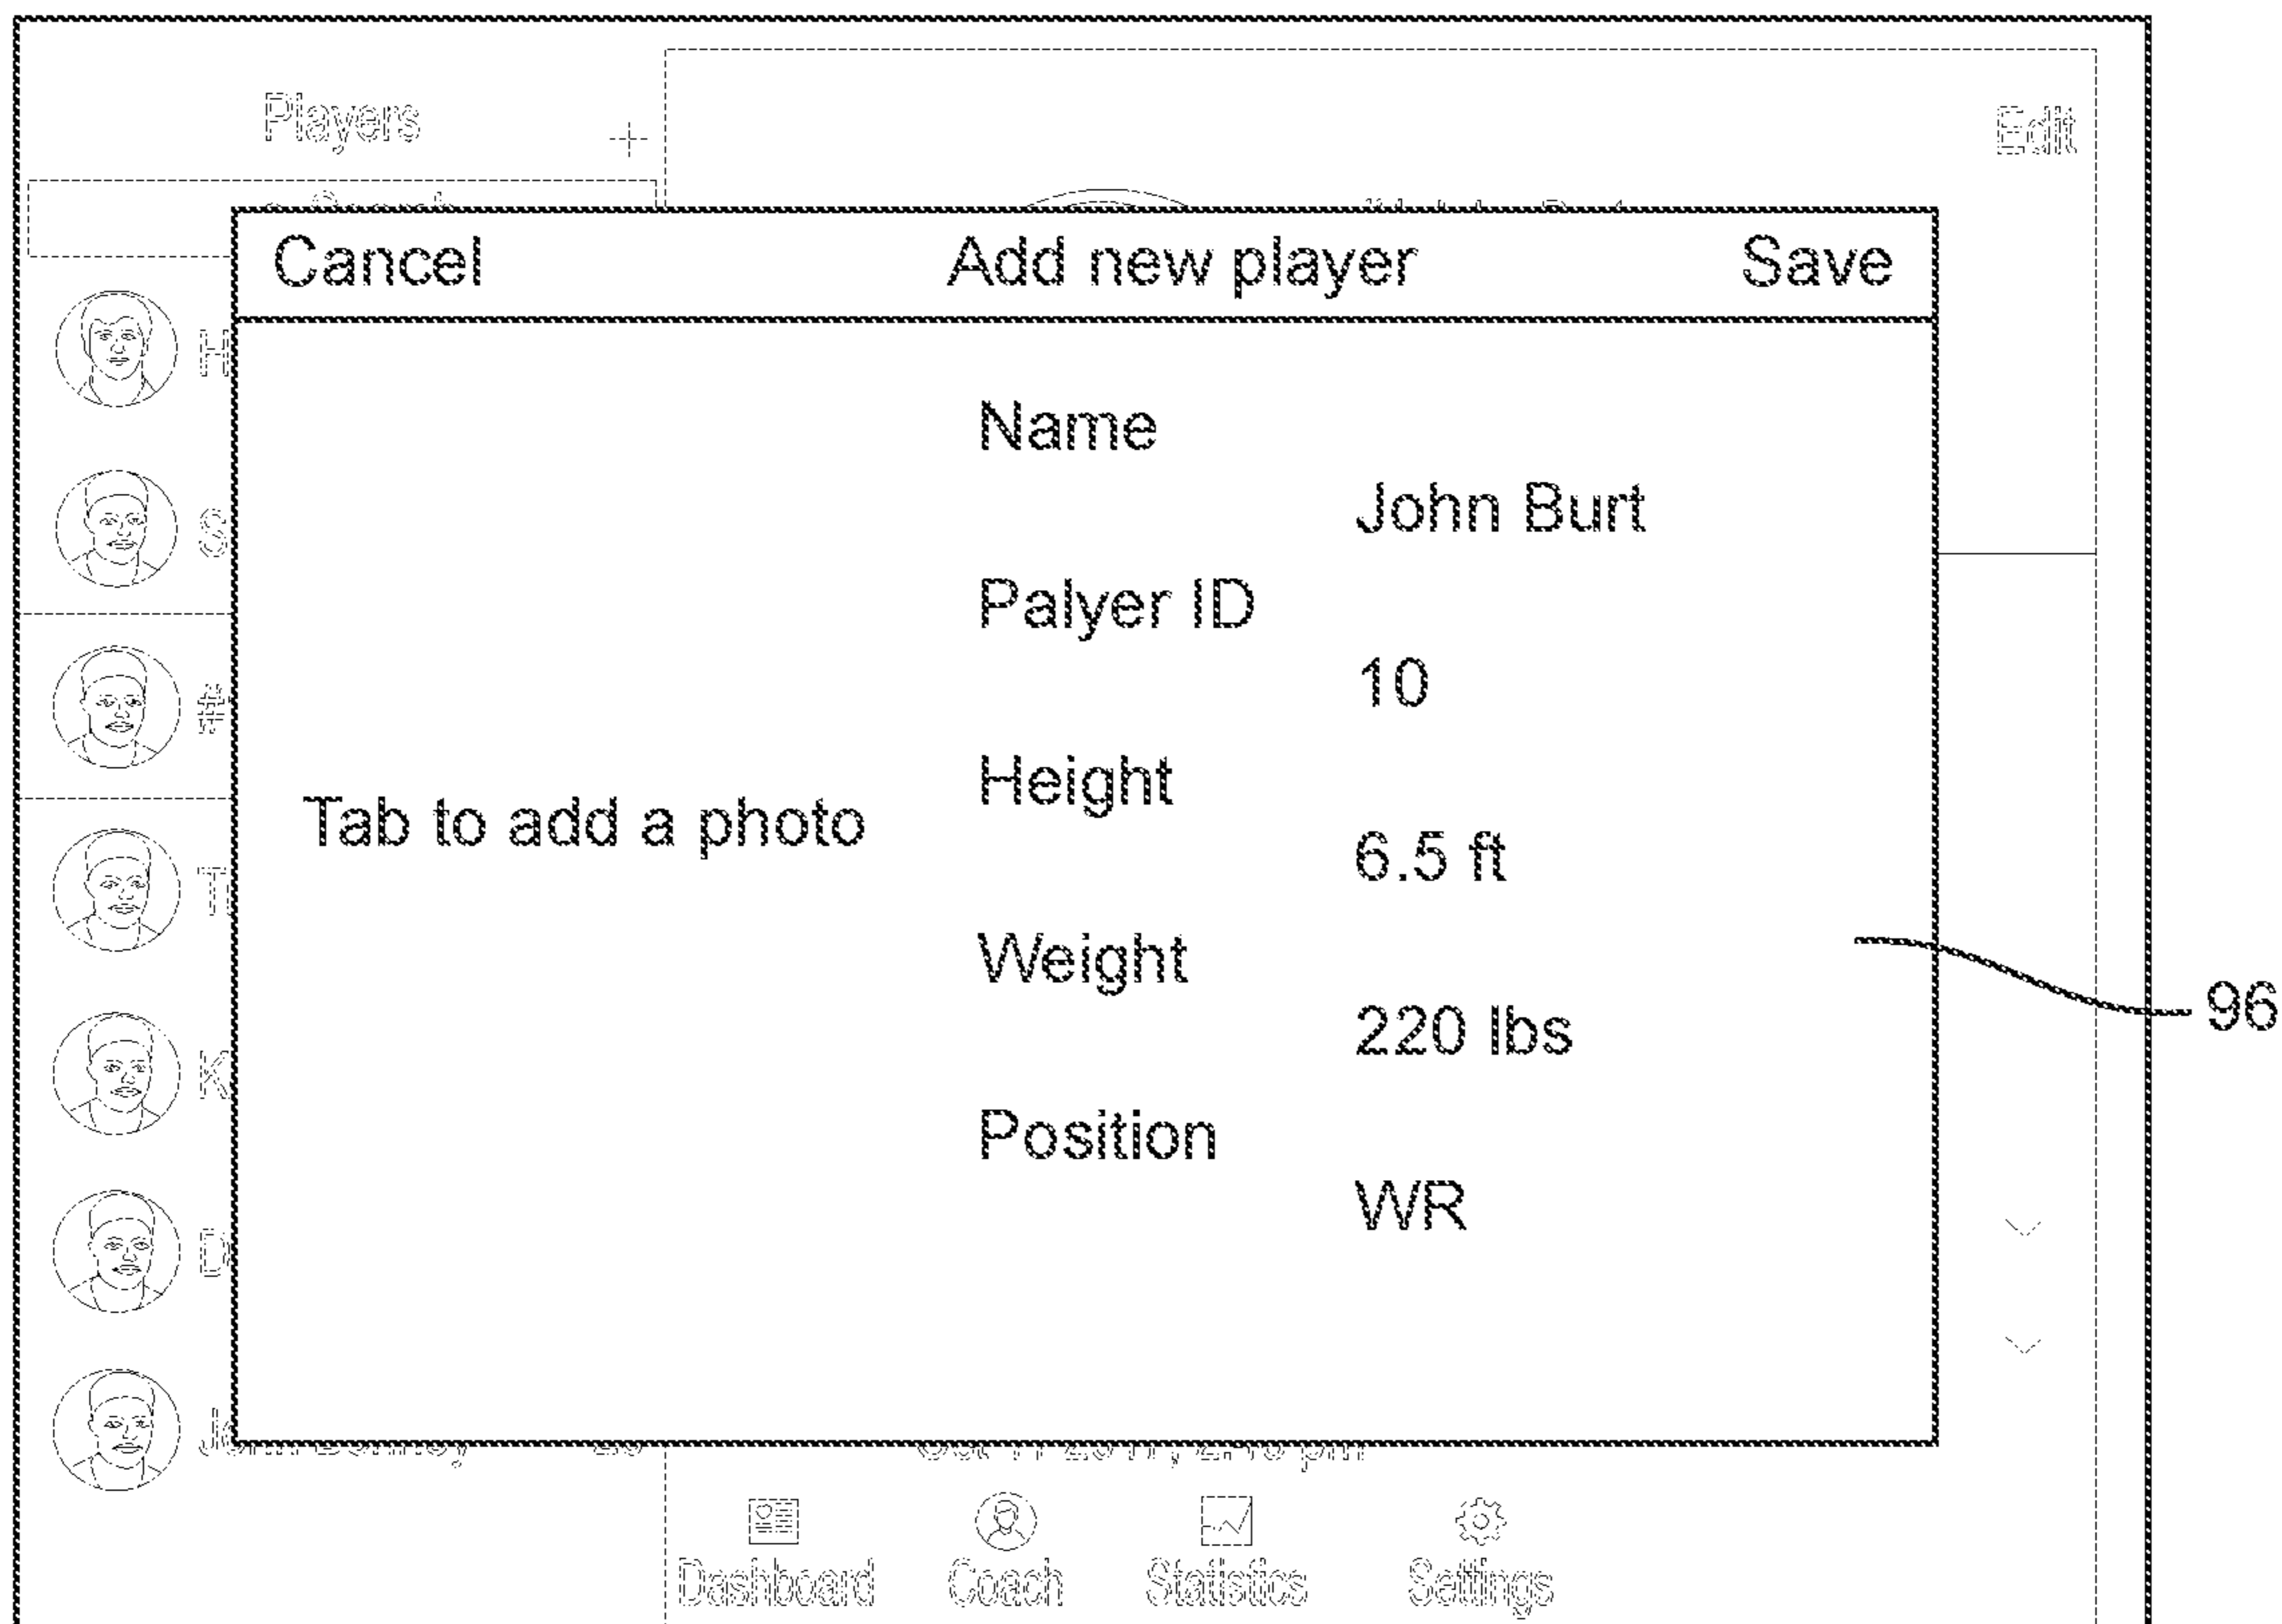 Players +
Edit
Cancel Add new player Save
H
Name
John Burt
S
Palyer ID
10
#
Height
Tab to add a photo
6.5 ft
T
Weight
96
220 lbs
K
Position
WR
D
Dashboard Coach Statistics Settings